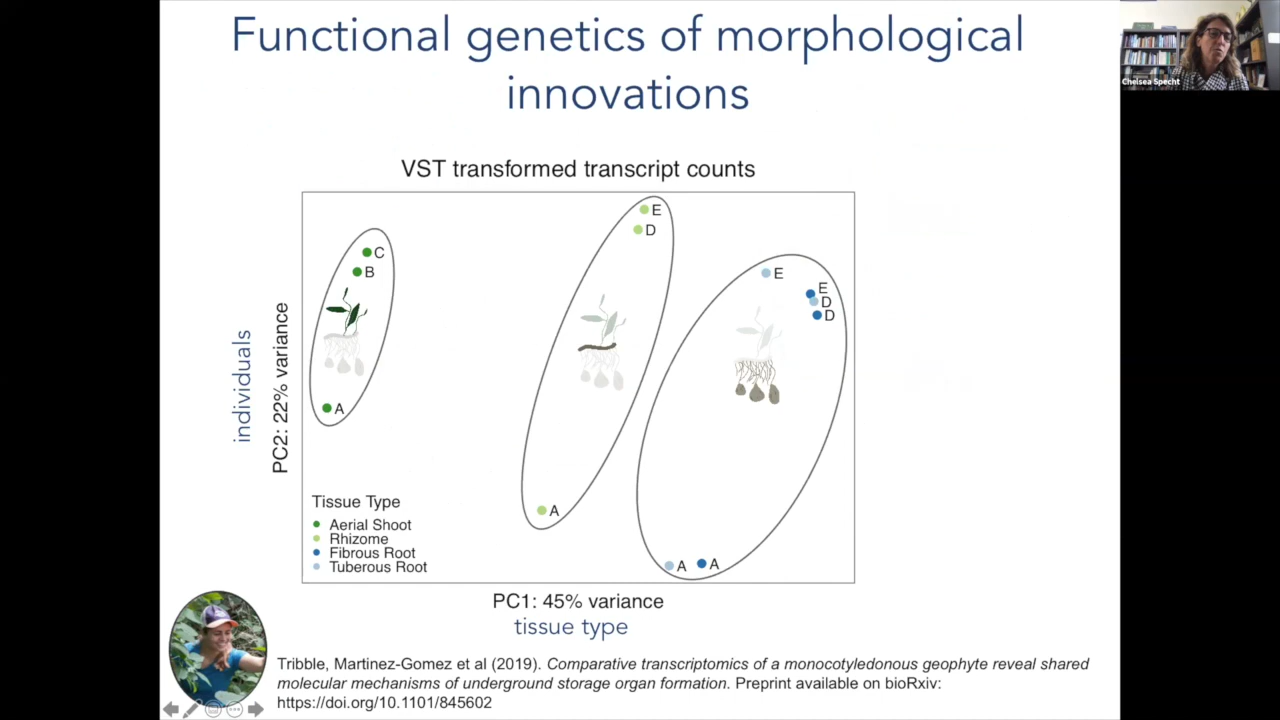 Functional genetics of morphological
innovations
Chelsea Specht
VST transformed transcript counts
E
D
C
B
E
E
D
D
A
A
A
A
individuals
PC2: 22% variance
Tissue Type
Aerial Shoot
Rhizome
Fibrous Root
Tuberous Root
PC1: 45% variance
tissue type
Tribble, Martinez-Gomez et al (2019). Comparative transcriptomics of a monocotyledonous geophyte reveal shared
molecular mechanisms of underground storage organ formation. Preprint available on bioRxiv:
https://doi.org/10.1101/845602